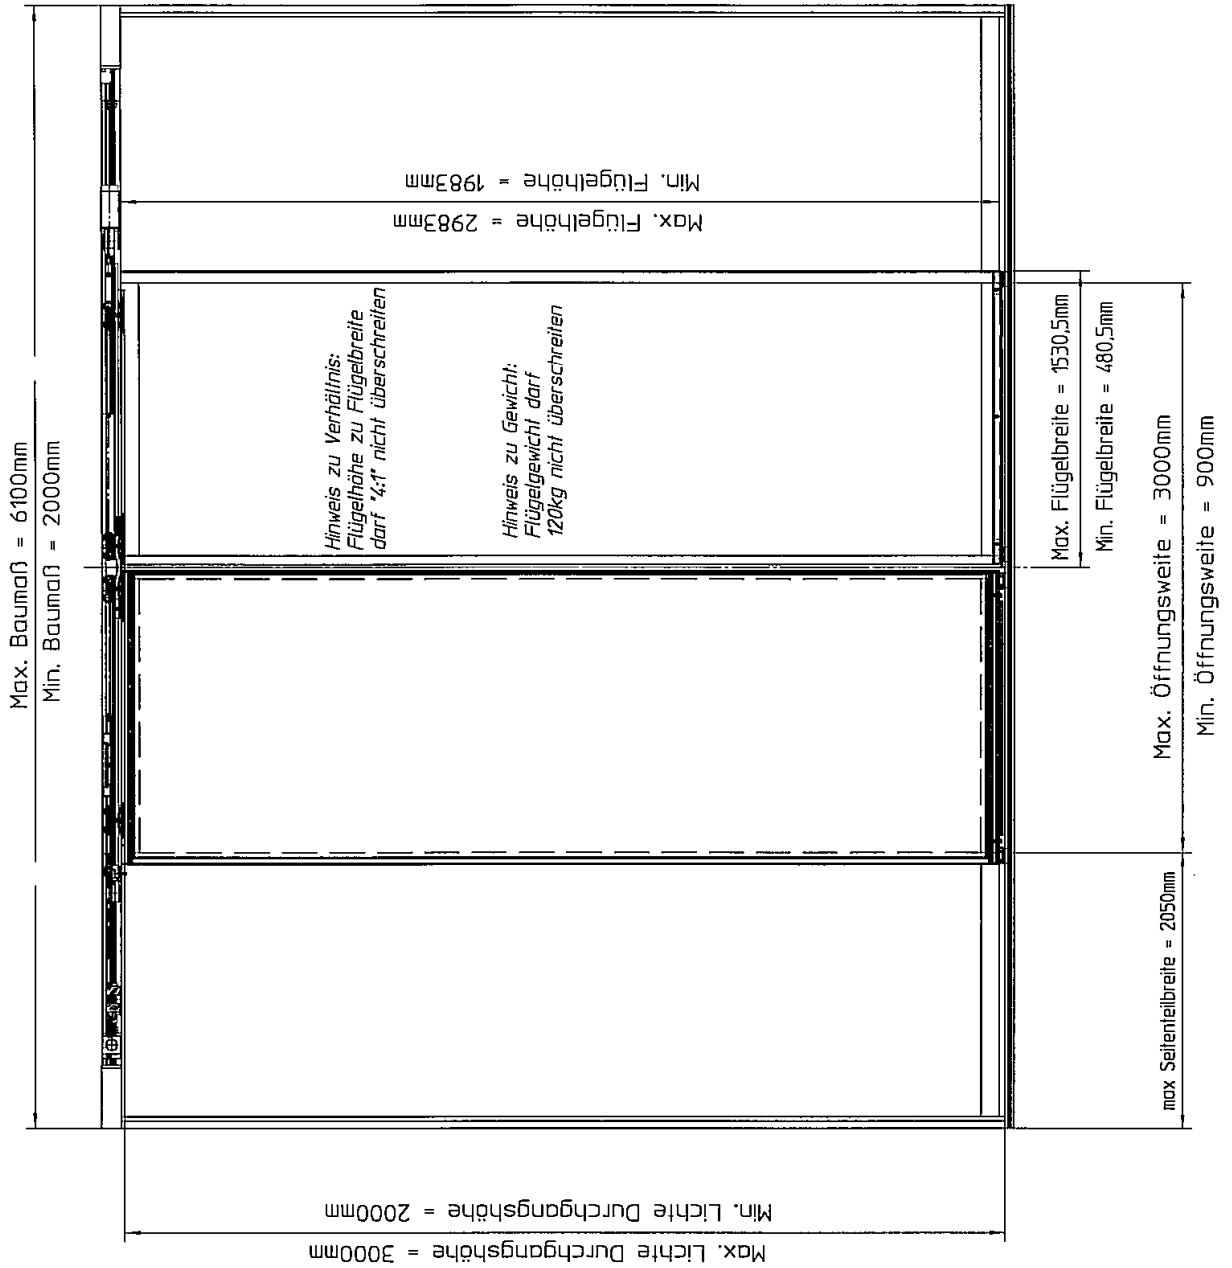 Max. Baumaß = 6100mm
Min. Baumaß = 2000mm
Min. Flügelhöhe = 1983mm
Max. Flügelhöhe = 2983mm
Hinweis zu Verhältnis:
Flügelhöhe zu Flügelbreite
darf "4:1" nicht überschreiten
Hinweis zu Gewicht:
Flügelgewicht darf
120kg nicht überschreiten
Max. Flügelbreite = 1530,5mm
Min. Flügelbreite = 480,5mm
Max. Öffnungsweite = 3000mm
Min. Öffnungsweite = 900mm
max Seitenteilbreite = 2050mm
Min. Lichte Durchgangshöhe = 2000mm
Max. Lichte Durchgangshöhe = 3000mm